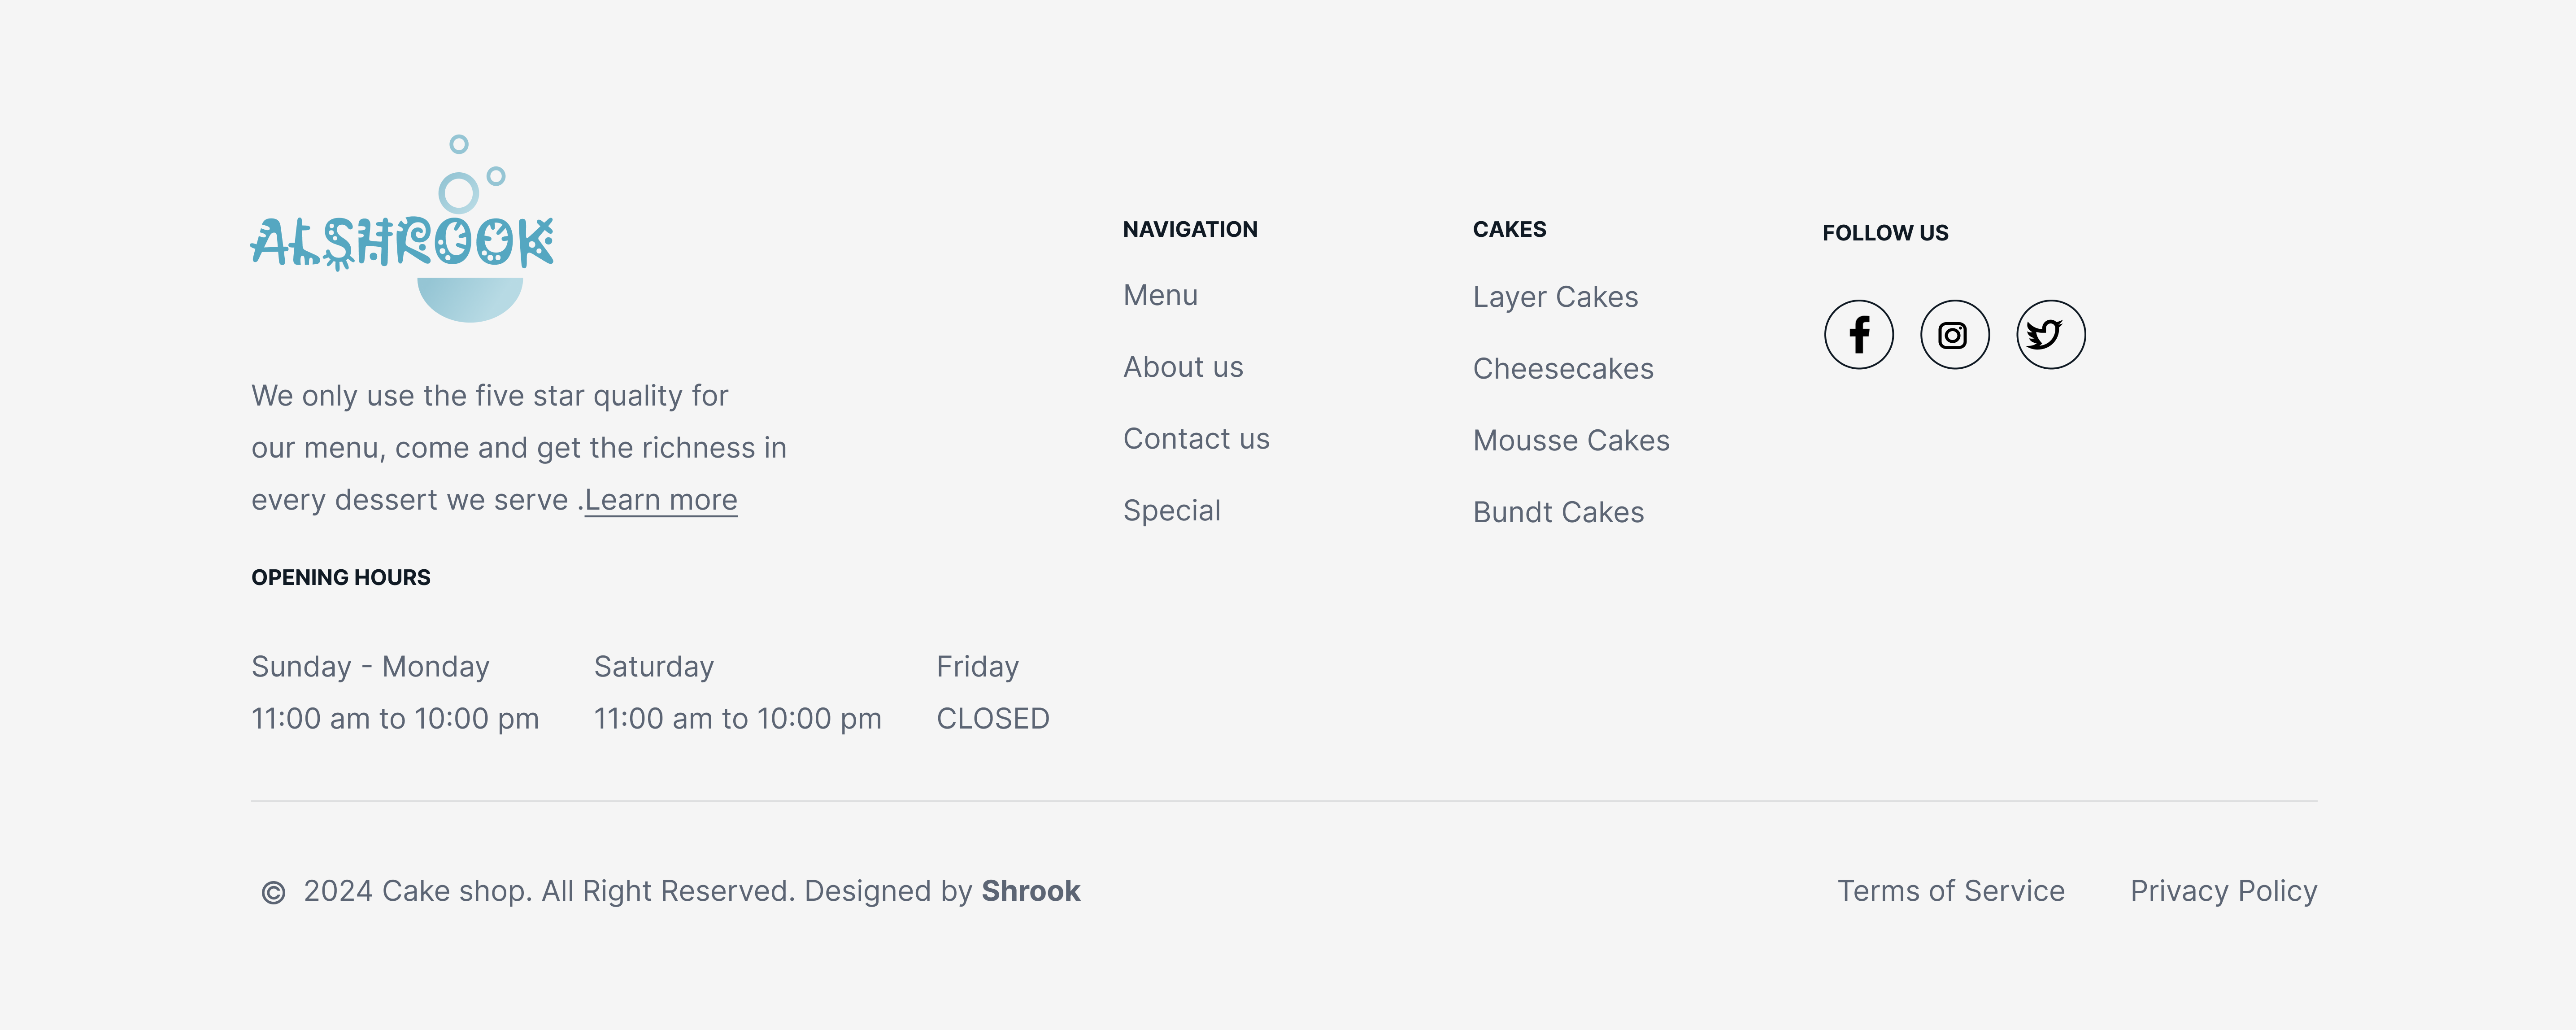 ALSHROOK
We only use the five star quality for
our menu, come and get the richness in
every dessert we serve .Learn more
OPENING HOURS
Sunday - Monday
11:00 am to 10:00 pm
Saturday
11:00 am to 10:00 pm
Friday
CLOSED
NAVIGATION
Menu
About us
Contact us
Special
CAKES
Layer Cakes
Cheesecakes
Mousse Cakes
Bundt Cakes
FOLLOW US
© 2024 Cake shop. All Right Reserved. Designed by Shrook
Terms of Service
Privacy Policy